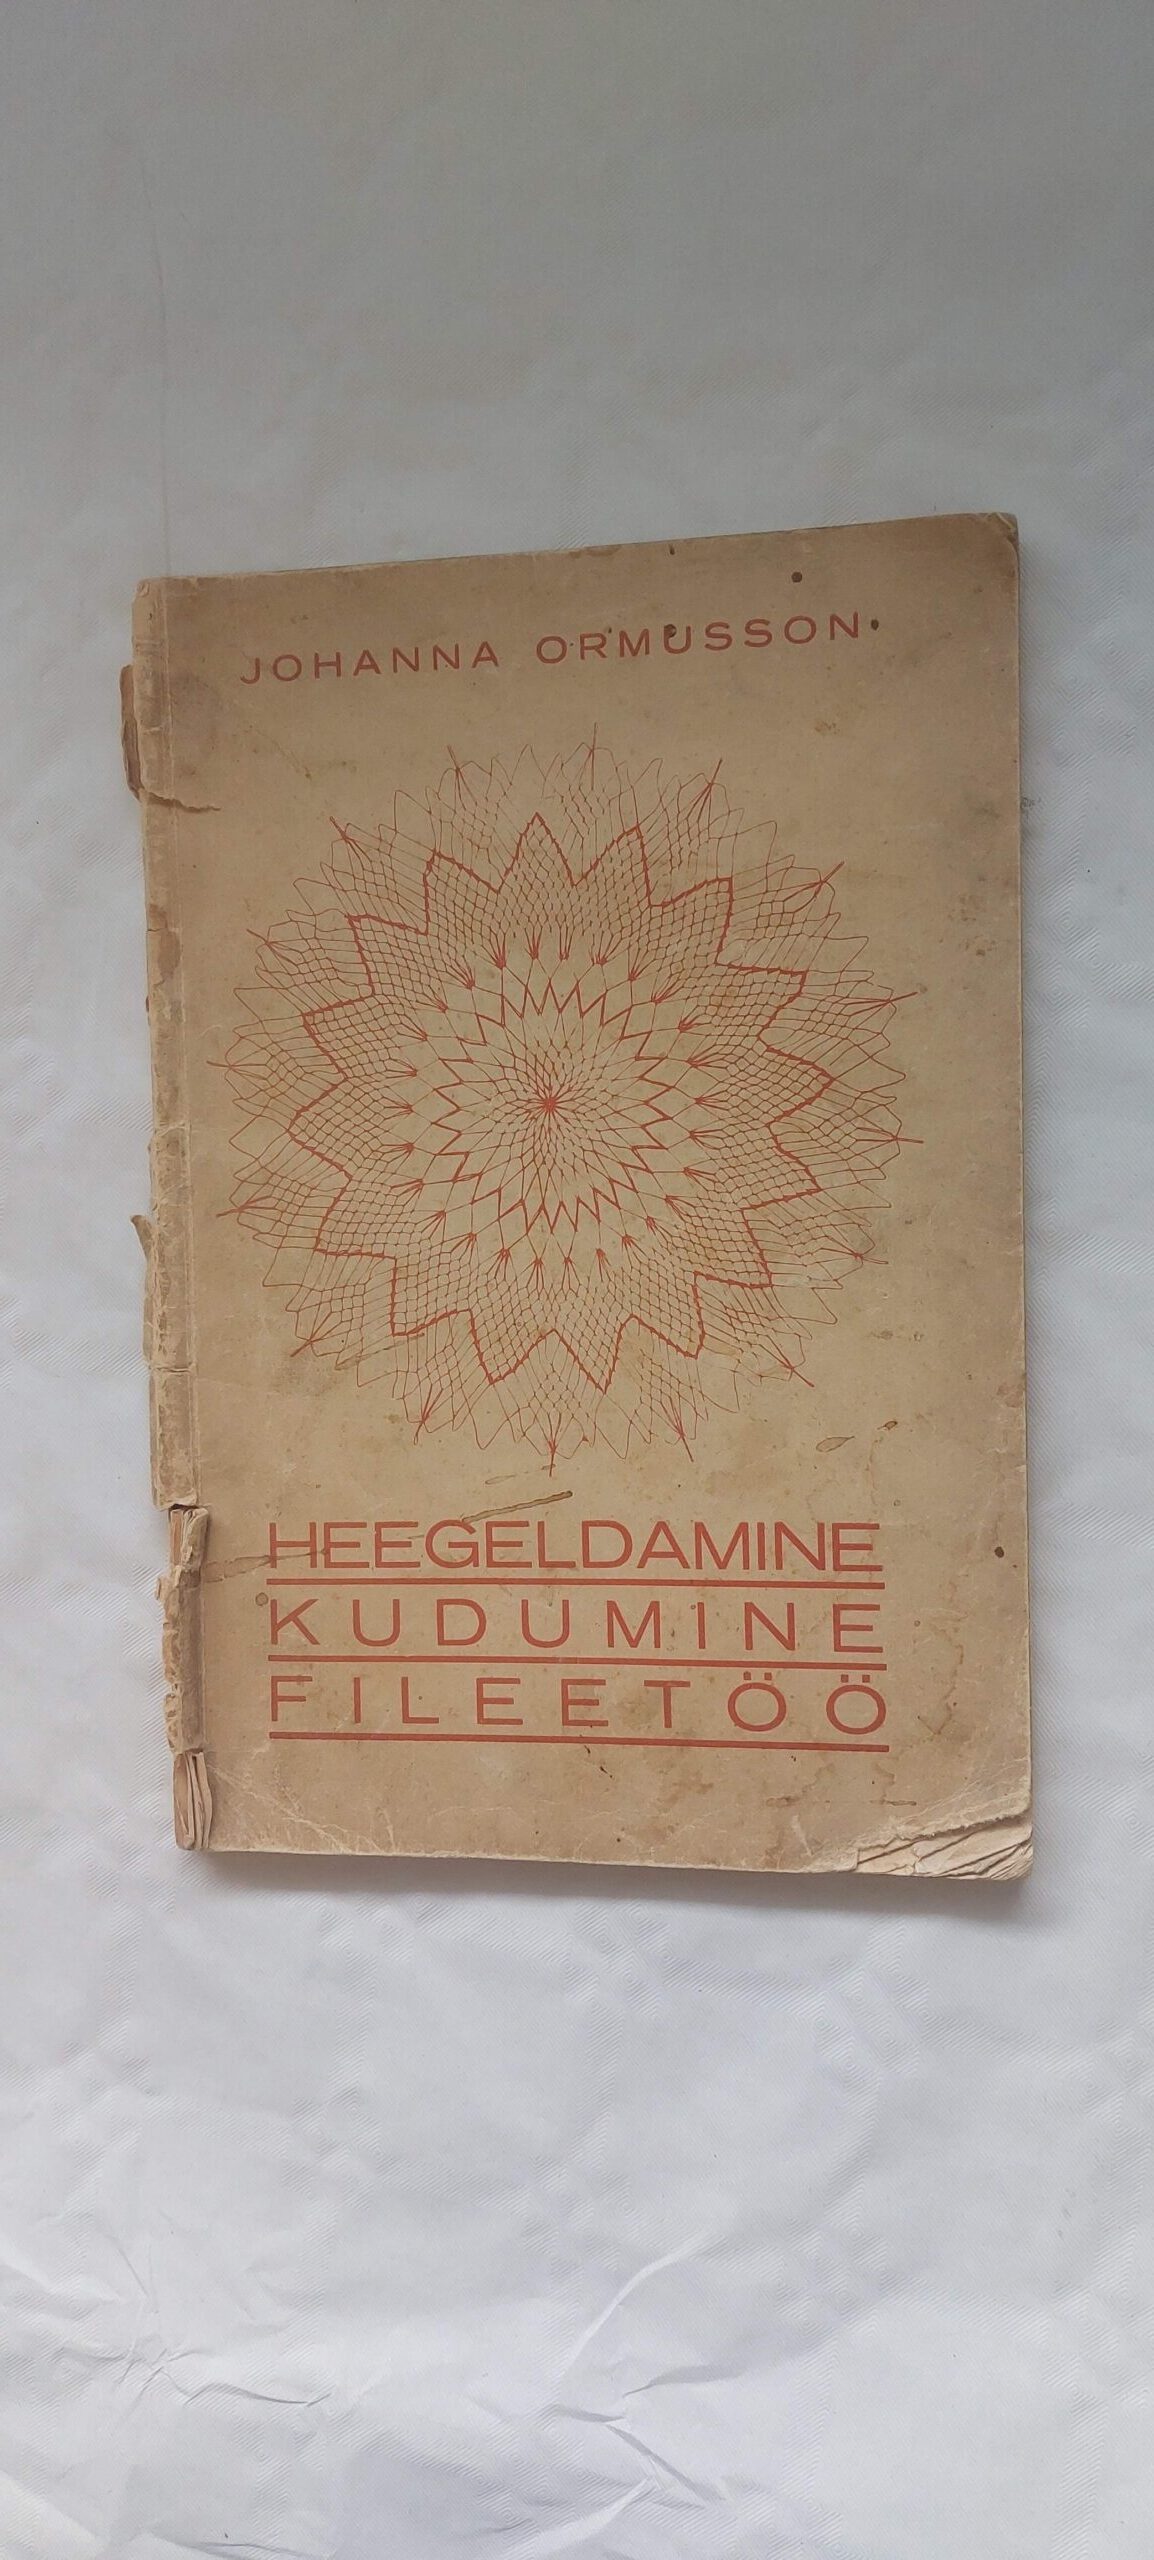 JOHANNA ORMUSSON
HEEGELDAMINE
KUDUMINE
FILEETÖÖ